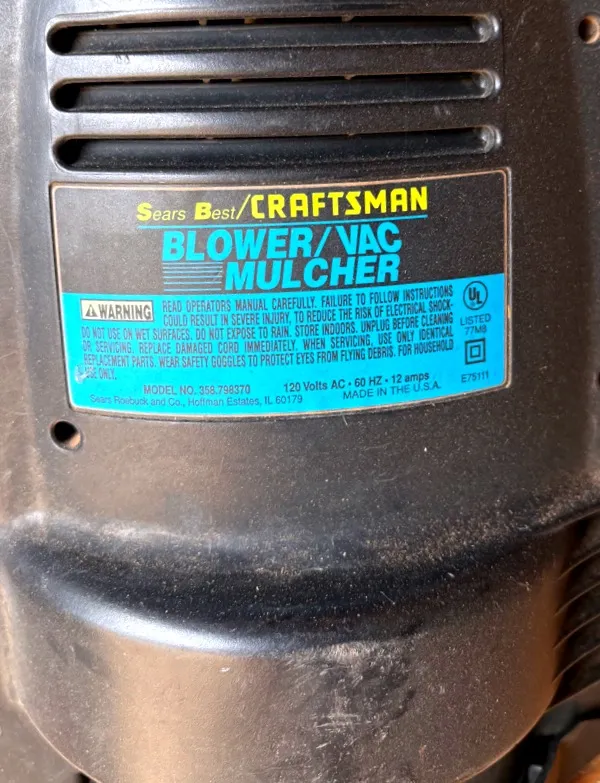 Sears Best/CRAFTSMAN
BLOWER/VAC
MULCHER
WARNING READ OPERATORS MANUAL CAREFULLY. FAILURE TO FOLLOW INSTRUCTIONS
COULD RESULT IN SEVERE INJURY. TO REDUCE THE RISK OF ELECTRICAL SHOCK-
DO NOT USE ON WET SURFACES. DO NOT EXPOSE TO RAIN. STORE INDOORS. UNPLUG BEFORE CLEANING
OR SERVICING. REPLACE DAMAGED CORD IMMEDIATELY. WHEN SERVICING, USE ONLY IDENTICAL
REPLACEMENT PARTS. WEAR SAFETY GOGGLES TO PROTECT EYES FROM FLYING DEBRIS. FOR HOUSEHOLD
USE ONLY.
UL
LISTED
77M8
MODEL NO. 358.798370 120 Volts AC • 60 HZ • 12 amps
Sears Roebuck and Co., Hoffman Estates, IL 60179 MADE IN THE U.S.A.
E75111